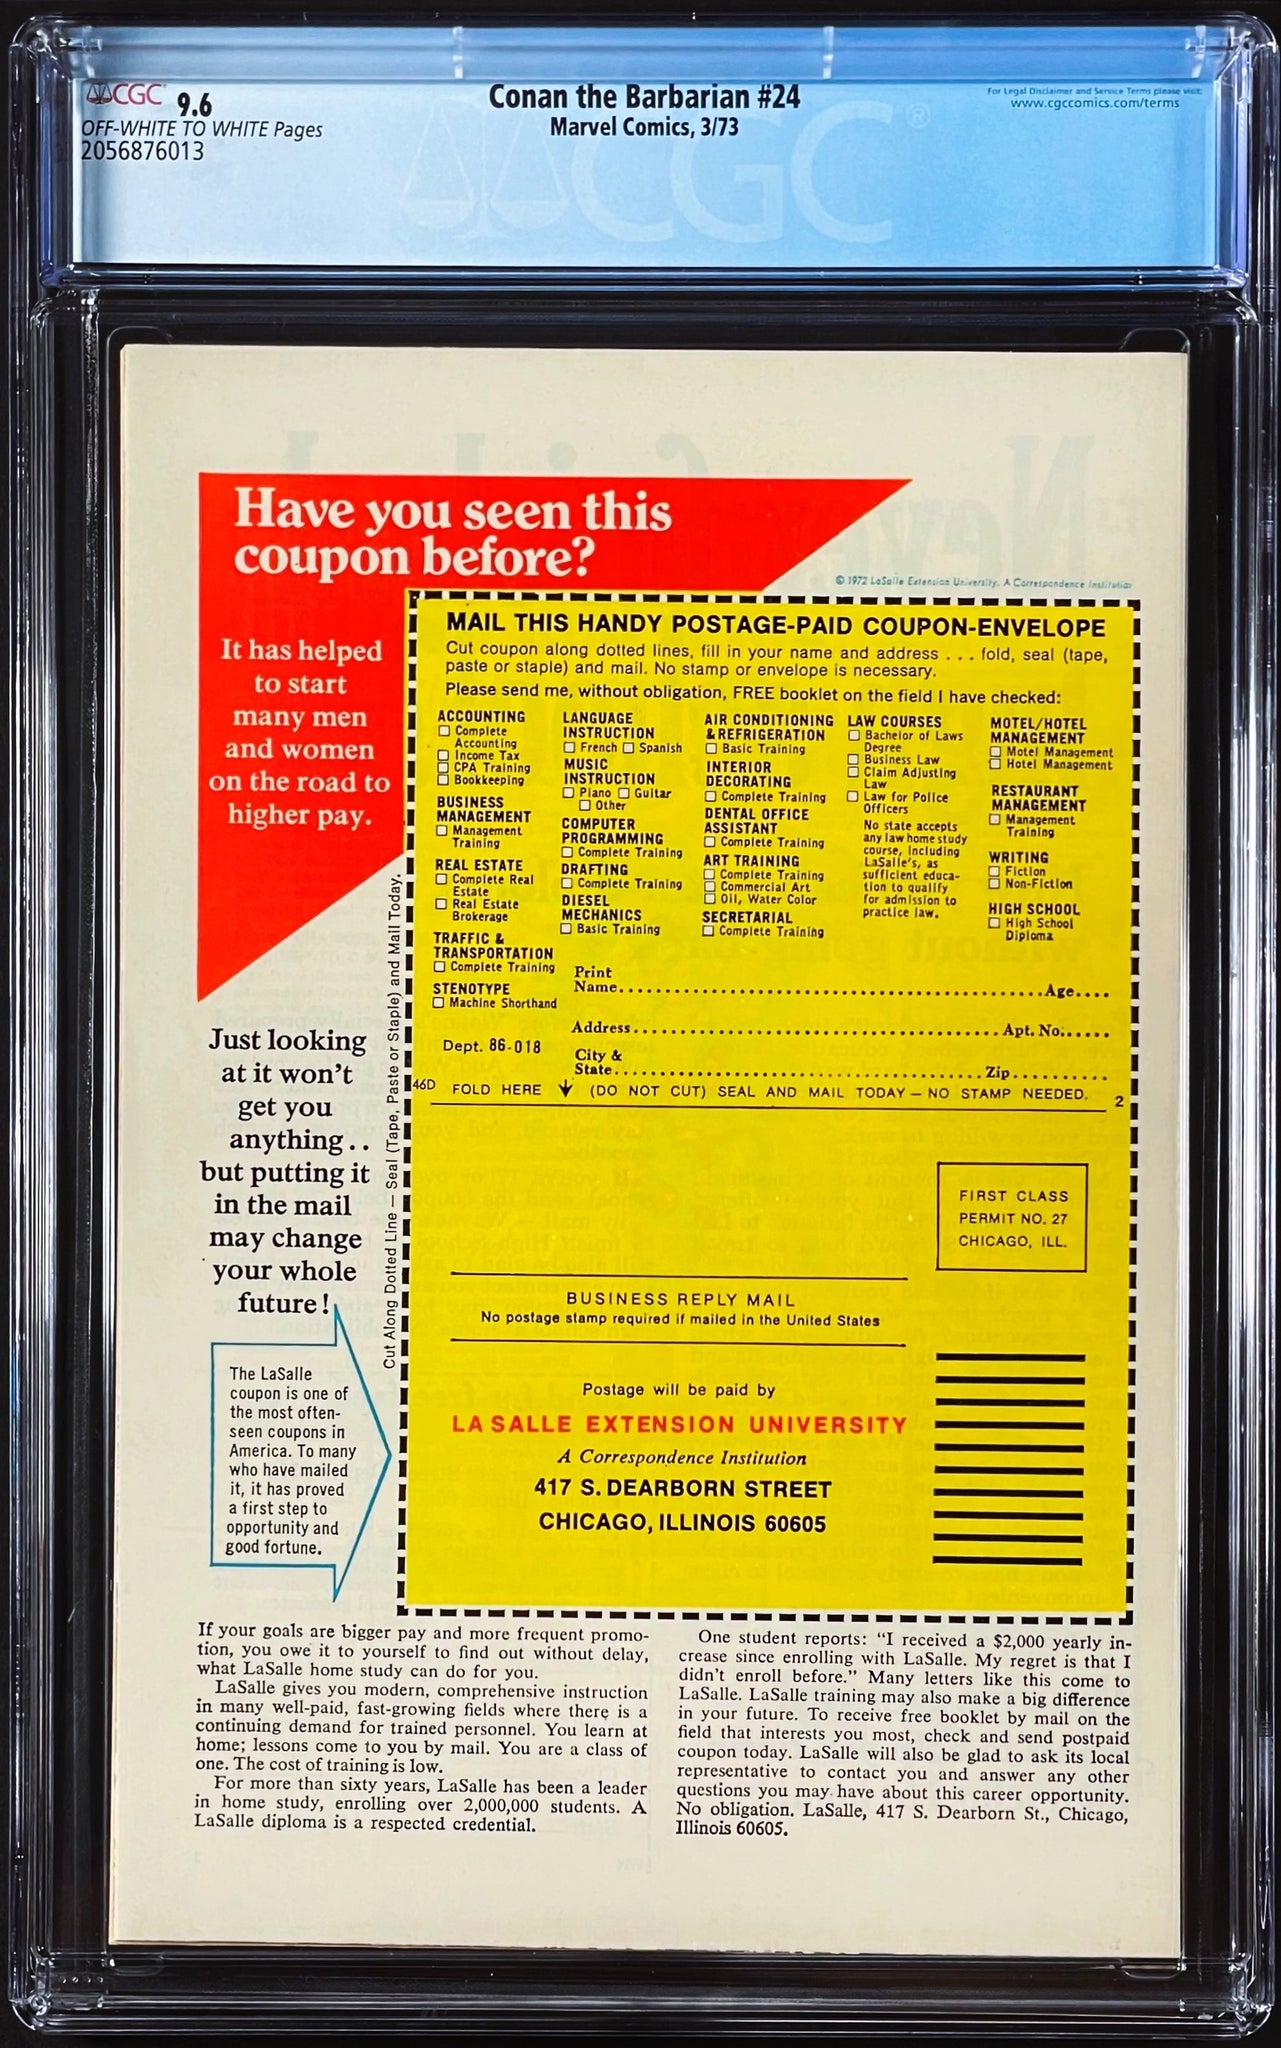 CGC 9.6
OFF-WHITE TO WHITE Pages
2056876013
Conan the Barbarian #24
Marvel Comics, 3/73
For Legal Disclaimer and Service Terms please visit:
www.cgccomics.com/terms
CGC®
Have you seen this
coupon before?
It has helped
to start
many men
and women
on the road to
higher pay.
© 1972 LaSalle Extension University. A Correspondence Institution
MAIL THIS HANDY POSTAGE-PAID COUPON-ENVELOPE
Cut coupon along dotted lines, fill in your name and address . . . fold, seal (tape,
paste or staple) and mail. No stamp or envelope is necessary.
Please send me, without obligation, FREE booklet on the field I have checked:
ACCOUNTING
☐ Complete
Accounting
☐ Income Tax
☐ CPA Training
☐ Bookkeeping
BUSINESS
MANAGEMENT
☐ Management
Training
REAL ESTATE
☐ Complete Real
Estate
☐ Real Estate
Brokerage
TRAFFIC &
TRANSPORTATION
☐ Complete Training
STENOTYPE
☐ Machine Shorthand
LANGUAGE
INSTRUCTION
☐ French ☐ Spanish
MUSIC
INSTRUCTION
☐ Piano ☐ Guitar
☐ Other
COMPUTER
PROGRAMMING
☐ Complete Training
DRAFTING
☐ Complete Training
DIESEL
MECHANICS
☐ Basic Training
AIR CONDITIONING
& REFRIGERATION
☐ Basic Training
INTERIOR
DECORATING
☐ Complete Training
DENTAL OFFICE
ASSISTANT
☐ Complete Training
ART TRAINING
☐ Complete Training
☐ Commercial Art
☐ Oil, Water Color
SECRETARIAL
☐ Complete Training
LAW COURSES
☐ Bachelor of Laws
Degree
☐ Business Law
☐ Claim Adjusting
Law
☐ Law for Police
Officers
No state accepts
any law home study
course, including
LaSalle's, as
sufficient educa-
tion to qualify
for admission to
practice law.
MOTEL/HOTEL
MANAGEMENT
☐ Motel Management
☐ Hotel Management
RESTAURANT
MANAGEMENT
☐ Management
Training
WRITING
☐ Fiction
☐ Non-Fiction
HIGH SCHOOL
☐ High School
Diploma
Print
Name........................................Age....
Address........................................Apt. No......
Dept. 86-018
City &
State........................................Zip..........
46D FOLD HERE ↓ (DO NOT CUT) SEAL AND MAIL TODAY — NO STAMP NEEDED. 2
Cut Along Dotted Line — Seal (Tape, Paste or Staple) and Mail Today.
Just looking
at it won't
get you
anything . .
but putting it
in the mail
may change
your whole
future!
FIRST CLASS
PERMIT NO. 27
CHICAGO, ILL.
BUSINESS REPLY MAIL
No postage stamp required if mailed in the United States
Postage will be paid by
LA SALLE EXTENSION UNIVERSITY
A Correspondence Institution
417 S. DEARBORN STREET
CHICAGO, ILLINOIS 60605
The LaSalle
coupon is one of
the most often-
seen coupons in
America. To many
who have mailed
it, it has proved
a first step to
opportunity and
good fortune.
If your goals are bigger pay and more frequent promo-
tion, you owe it to yourself to find out without delay,
what LaSalle home study can do for you.
LaSalle gives you modern, comprehensive instruction
in many well-paid, fast-growing fields where there is a
continuing demand for trained personnel. You learn at
home; lessons come to you by mail. You are a class of
one. The cost of training is low.
For more than sixty years, LaSalle has been a leader
in home study, enrolling over 2,000,000 students. A
LaSalle diploma is a respected credential.
One student reports: "I received a $2,000 yearly in-
crease since enrolling with LaSalle. My regret is that I
didn't enroll before." Many letters like this come to
LaSalle. LaSalle training may also make a big difference
in your future. To receive free booklet by mail on the
field that interests you most, check and send postpaid
coupon today. LaSalle will also be glad to ask its local
representative to contact you and answer any other
questions you may have about this career opportunity.
No obligation. LaSalle, 417 S. Dearborn St., Chicago,
Illinois 60605.